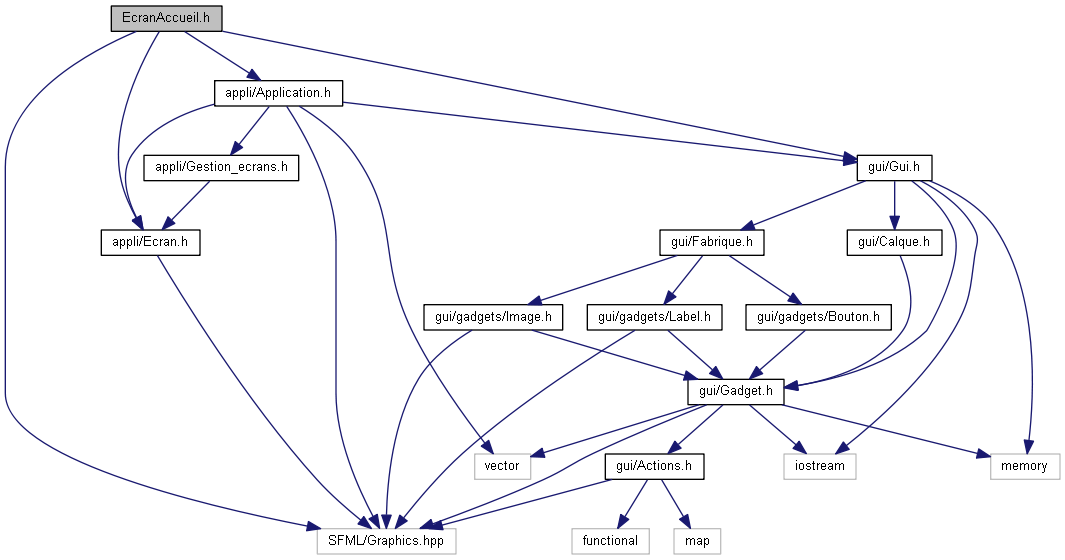 EcranAccueil.h
appli/Application.h
appli/Gestion_ecrans.h
gui/Gui.h
appli/Ecran.h
gui/Fabrique.h
gui/Calque.h
gui/gadgets/Image.h
gui/gadgets/Label.h
gui/gadgets/Bouton.h
gui/Gadget.h
vector
gui/Actions.h
iostream
memory
SFML/Graphics.hpp
functional
map